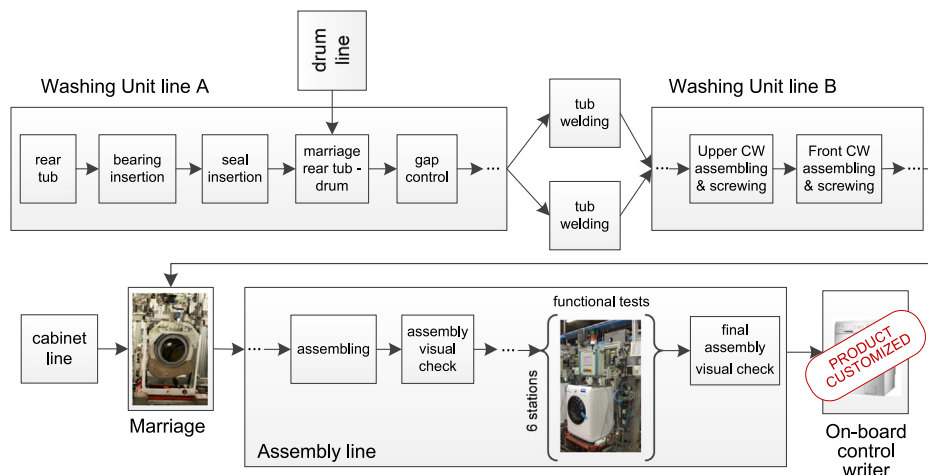 drum
line
Washing Unit line A
Washing Unit line B
rear
tub
bearing
insertion
seal
insertion
marriage
rear tub -
drum
gap
control
...
tub
welding
tub
welding
...
Upper CW
assembling
& screwing
Front CW
assembling
& screwing
...
cabinet
line
Marriage
...
assembling
assembly
visual
check
...
functional tests
6 stations
final
assembly
visual check
Assembly line
PRODUCT
CUSTOMIZED
On-board
control
writer